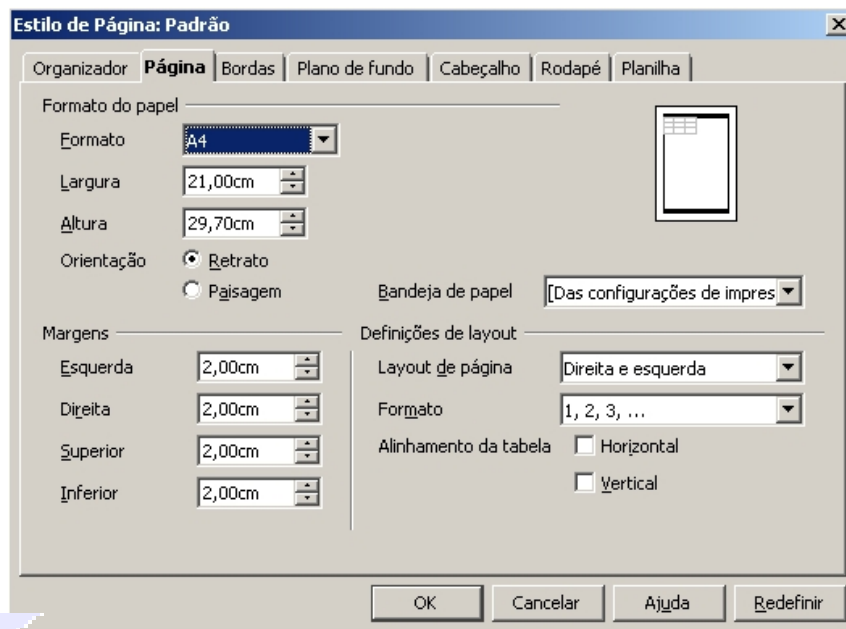 Estilo de Página: Padrão
Organizador Página Bordas Plano de fundo Cabeçalho Rodapé Planilha
Formato do papel
Formato A4
Largura 21,00cm
Altura 29,70cm
Orientação Retrato
Paisagem Bandeja de papel [Das configurações de impres
Margens Definições de layout
Esquerda 2,00cm Layout de página Direita e esquerda
Direita 2,00cm Formato 1, 2, 3, ...
Superior 2,00cm Alinhamento da tabela Horizontal
Vertical
Inferior 2,00cm
OK Cancelar Ajuda Redefinir